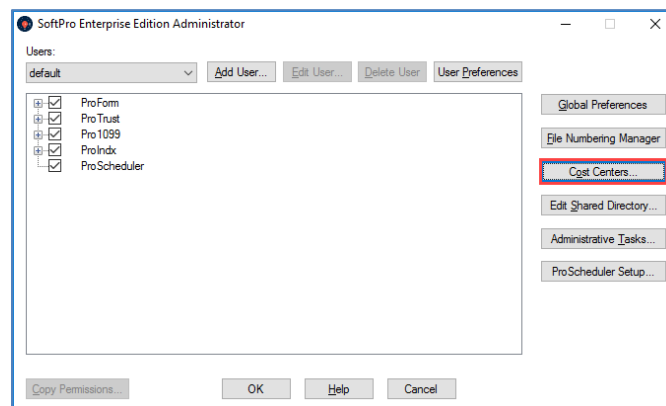 SoftPro Enterprise Edition Administrator
Users:
default
Add User...
Edit User...
Delete User
User Preferences
ProForm
ProTrust
Pro1099
ProIndx
ProScheduler
Global Preferences
File Numbering Manager
Cost Centers...
Edit Shared Directory...
Administrative Tasks...
ProScheduler Setup...
Copy Permissions...
OK
Help
Cancel